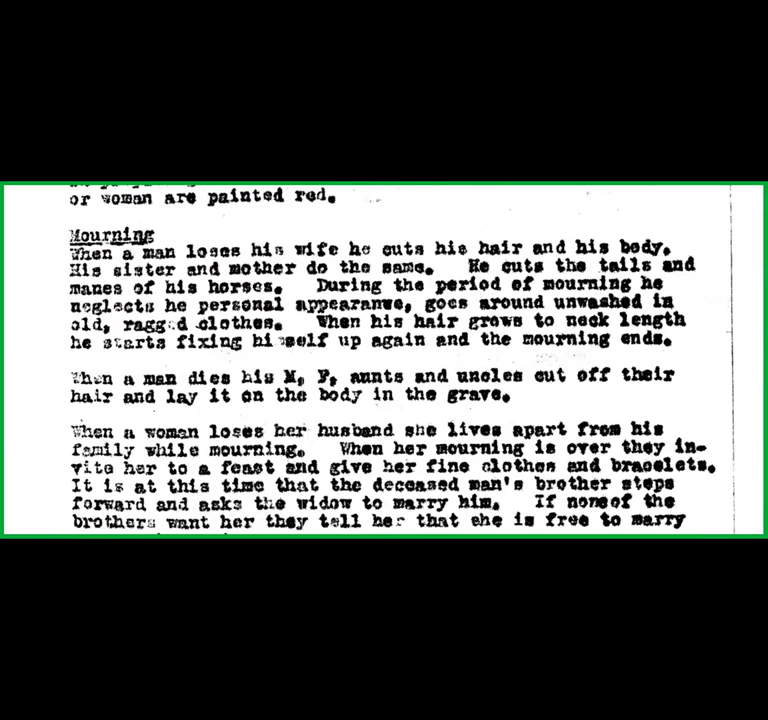 or woman are painted red.
Mourning
When a man loses his wife he cuts his hair and his body.
His sister and mother do the same. He cuts the tails and
manes of his horses. During the period of mourning he
neglects he personal appearanve, goes around unwashed in
old, ragged clothes. When his hair grows to neck length
he starts fixing himself up again and the mourning ends.
When a man dies his M, F, aunts and uncles cut off their
hair and lay it on the body in the grave.
When a woman loses her husband she lives apart from his
family while mourning. When her mourning is over they in-
vite her to a feast and give her fine clothes and bracelets.
It is at this time that the deceased man's brother steps
forward and asks the widow to marry him. If noneof the
brothers want her they tell her that she is free to marry